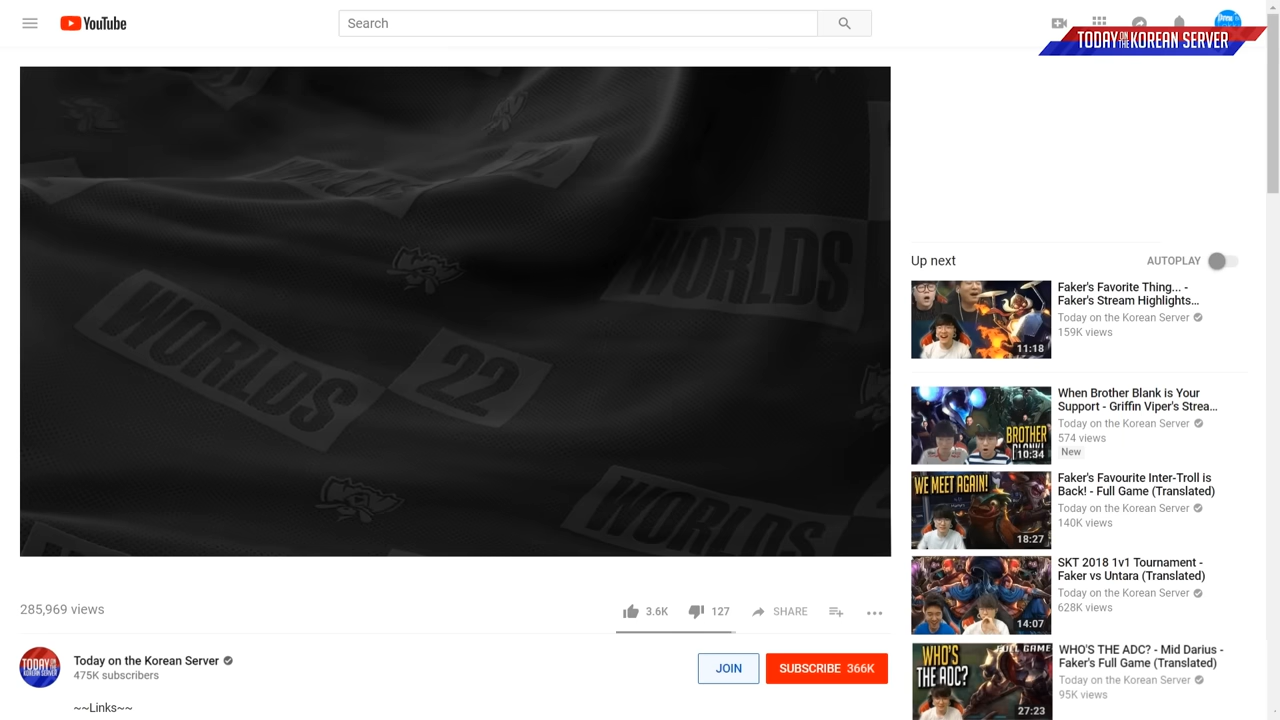 YouTube
Search
TODAY ON THE KOREAN SERVER
WORLDS
WORLDS
22
WORLDS
Up next
AUTOPLAY
11:18
Faker's Favorite Thing... -
Faker's Stream Highlights...
Today on the Korean Server
159K views
BROTHER
10:34
When Brother Blank is Your
Support - Griffin Viper's Strea...
Today on the Korean Server
574 views
New
WE MEET AGAIN!
18:27
Faker's Favourite Inter-Troll is
Back! - Full Game (Translated)
Today on the Korean Server
140K views
14:07
SKT 2018 1v1 Tournament -
Faker vs Untara (Translated)
Today on the Korean Server
628K views
WHO'S
THE ADC?
FULL GAME
27:23
WHO'S THE ADC? - Mid Darius -
Faker's Full Game (Translated)
Today on the Korean Server
95K views
285,969 views
3.6K
127
SHARE
TODAY ON THE
KOREAN SERVER
Today on the Korean Server
475K subscribers
JOIN
SUBSCRIBE 366K
~~Links~~